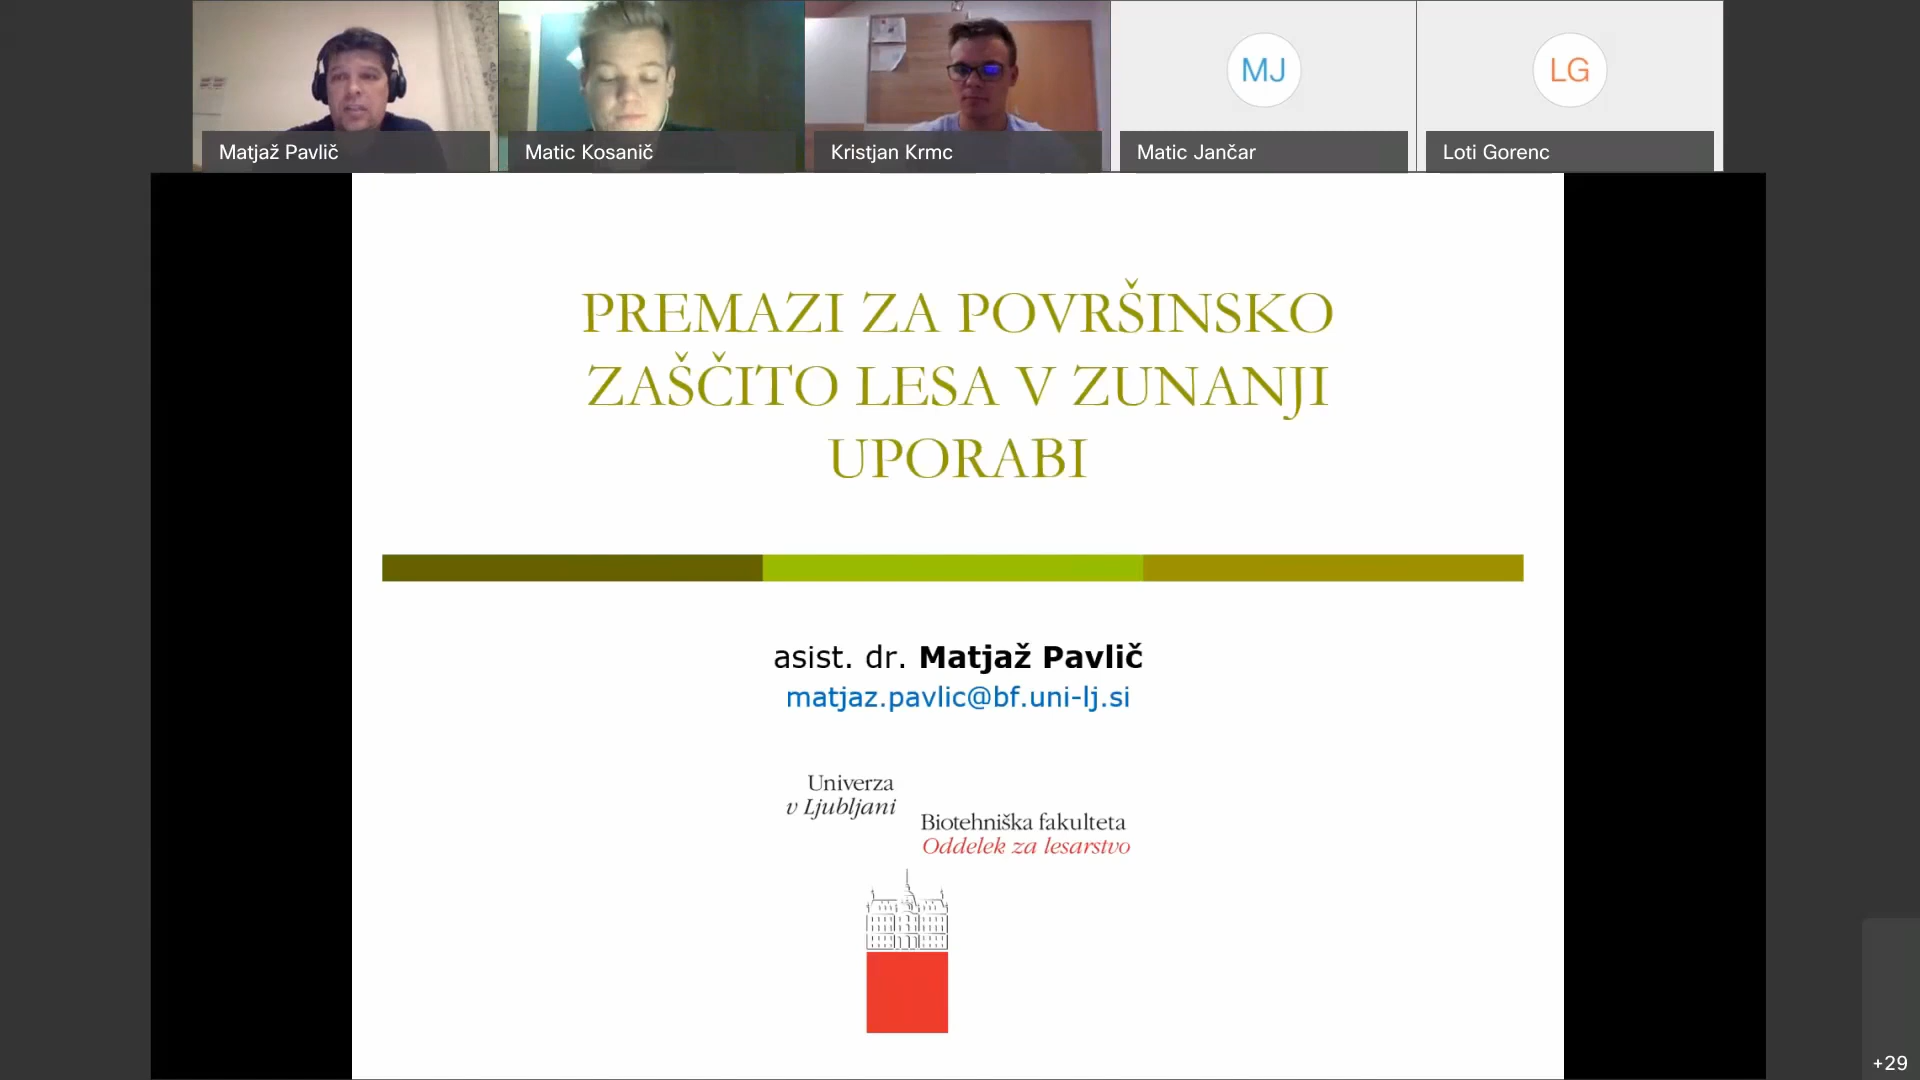 Matjaž Pavlič
Matic Kosanič
Kristjan Krmc
MJ
Matic Jančar
LG
Loti Gorenc
PREMAZI ZA POVRŠINSKO
ZAŠČITO LESA V ZUNANJI
UPORABI
asist. dr. Matjaž Pavlič
matjaz.pavlic@bf.uni-lj.si
Univerza
v Ljubljani
Biotehniška fakulteta
Oddelek za lesarstvo
+29